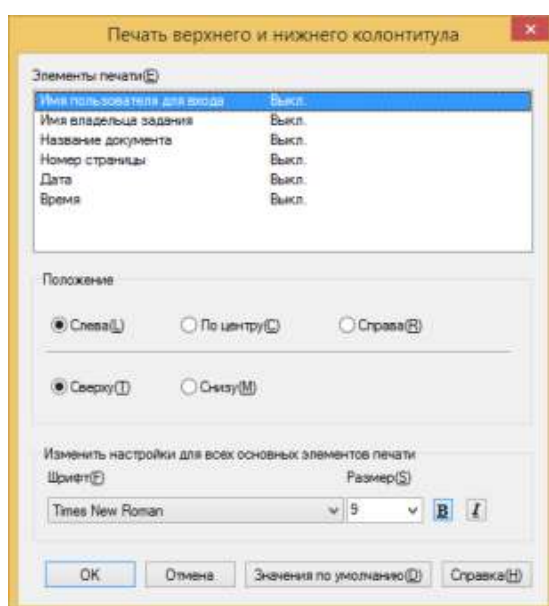 Печать верхнего и нижнего колонтитула
Элементы печати(E)
Имя пользователя для входа Выкл.
Имя владельца задания Выкл.
Название документа Выкл.
Номер страницы Выкл.
Дата Выкл.
Время Выкл.
Положение
Слева(L) По центру(C) Справа(R)
Сверху(T) Снизу(M)
Изменить настройки для всех основных элементов печати
Шрифт(F) Размер(S)
Times New Roman 9 B I
OK Отмена Значения по умолчанию(D) Справка(H)